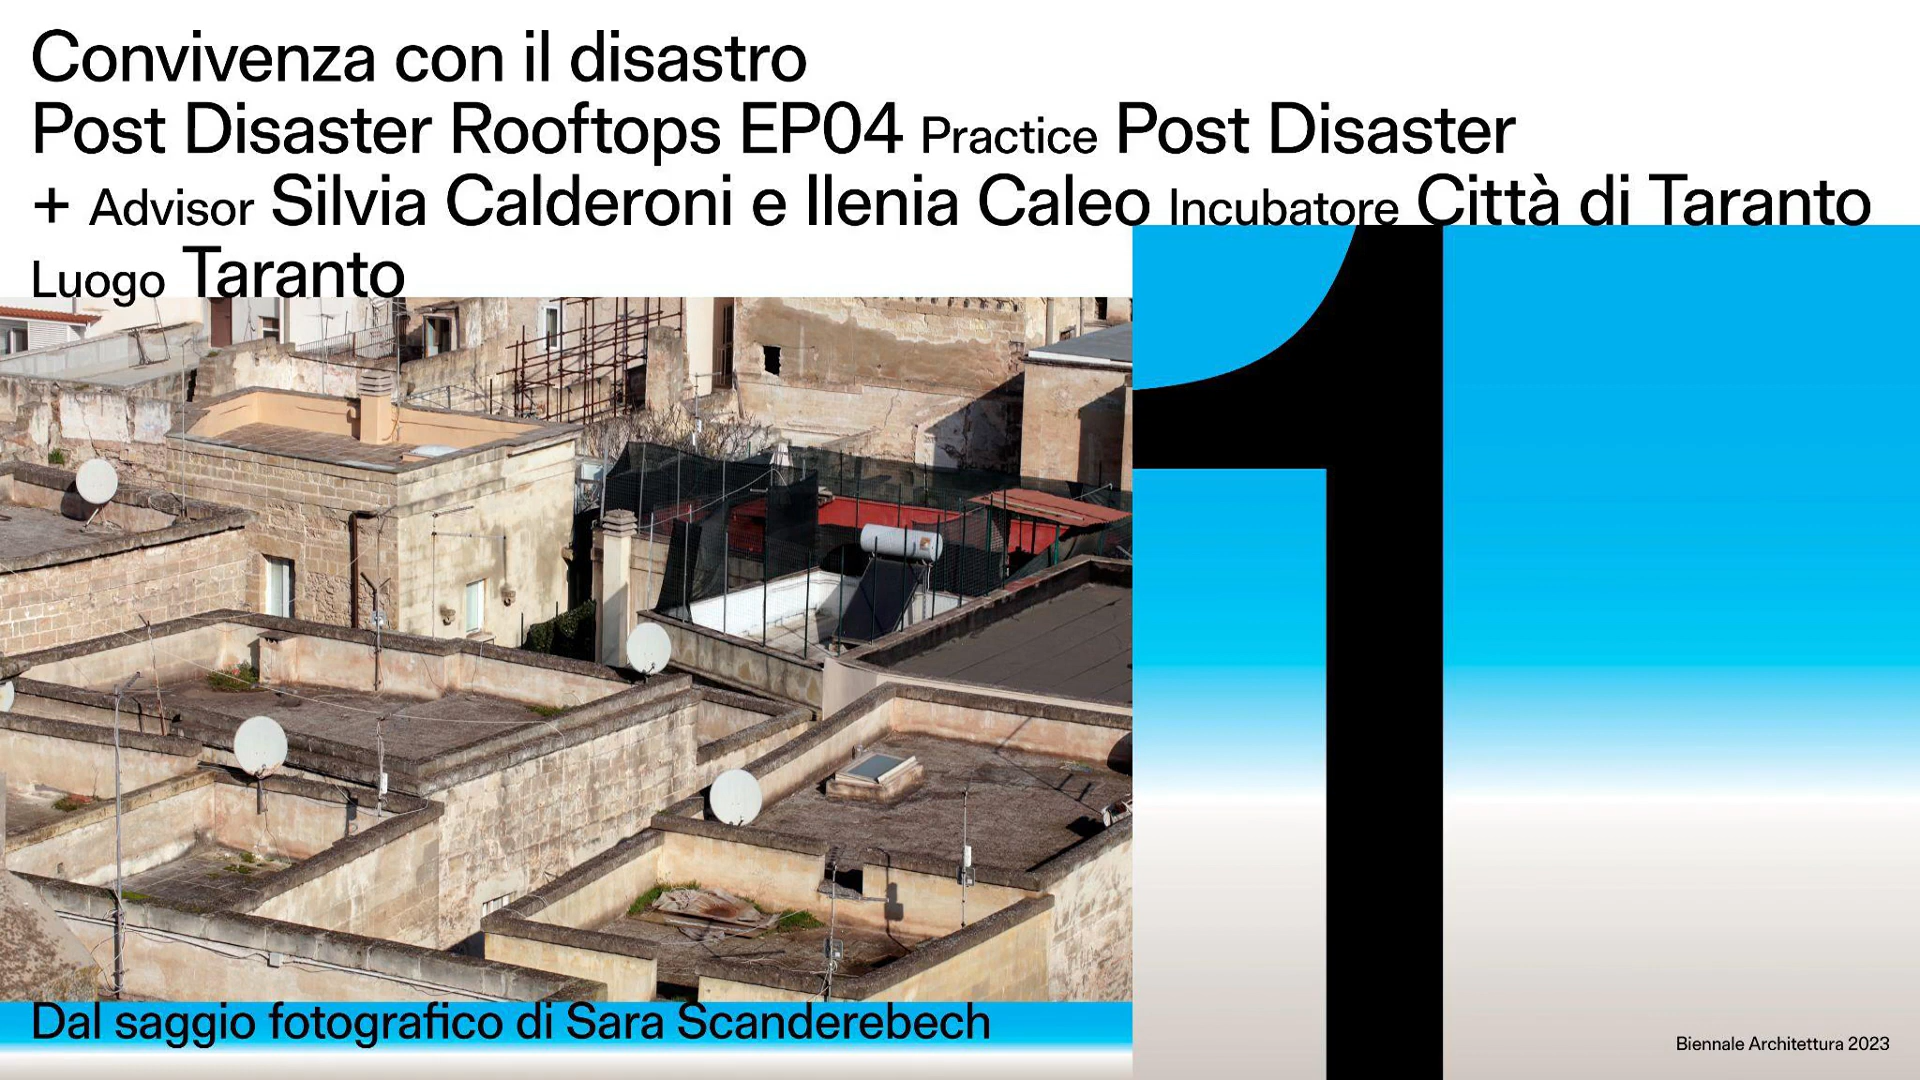 Convivenza con il disastro
Post Disaster Rooftops EP04 Practice Post Disaster
+ Advisor Silvia Calderoni e Ilenia Caleo Incubatore Città di Taranto
Luogo Taranto
1
Dal saggio fotografico di Sara Scanderebech
Biennale Architettura 2023